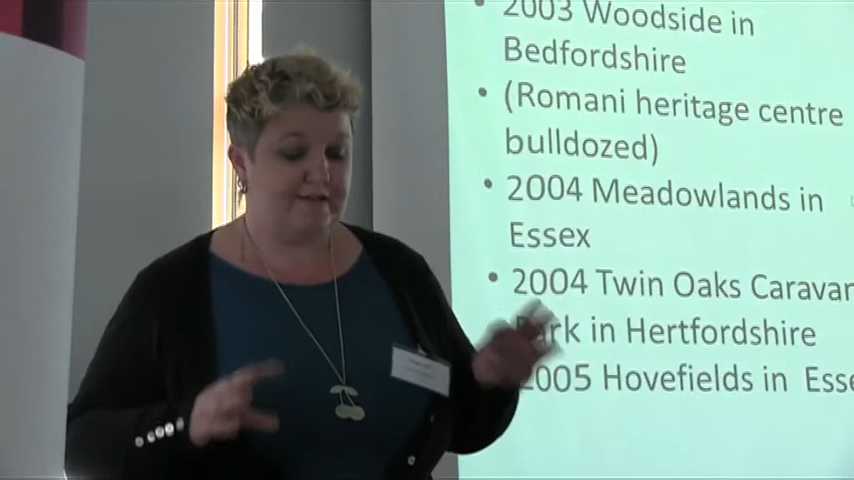 • 2003 Woodside in
Bedfordshire
• (Romani heritage centre
bulldozed)
• 2004 Meadowlands in
Essex
• 2004 Twin Oaks Caravan
Park in Hertfordshire
2005 Hovefields in Esse